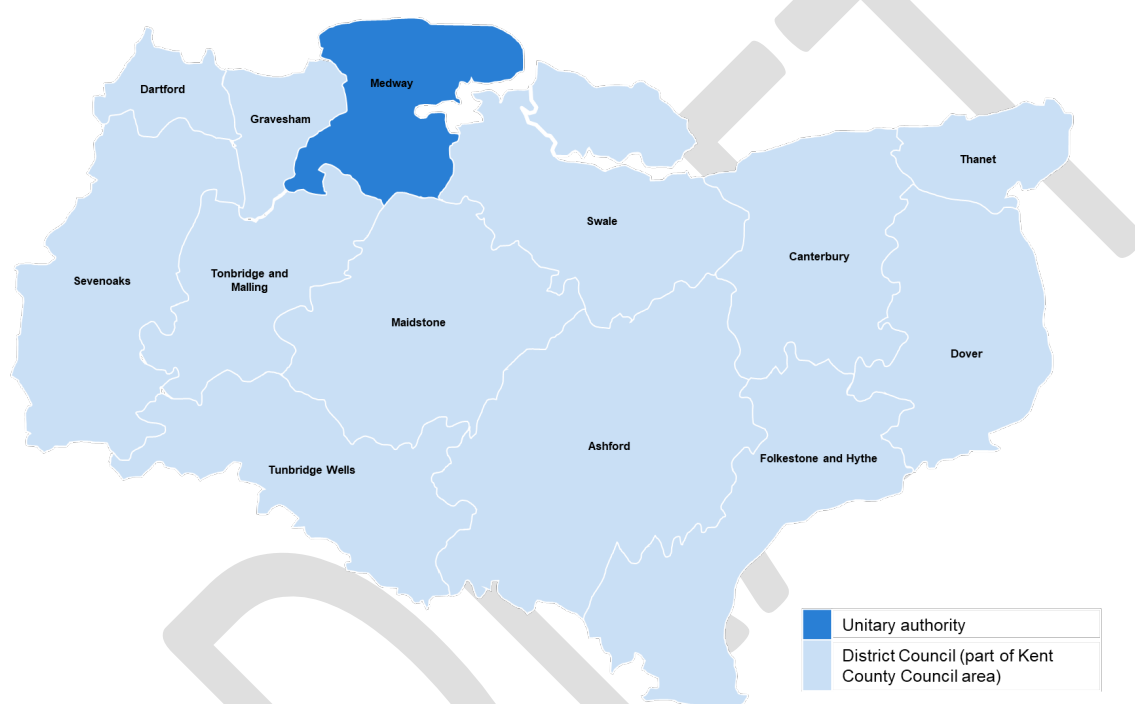 Medway
Dartford
Gravesham
Thanet
Swale
Canterbury
Sevenoaks
Tonbridge and
Malling
Maidstone
Dover
Ashford
Folkestone and Hythe
Tunbridge Wells
Unitary authority
District Council (part of Kent
County Council area)